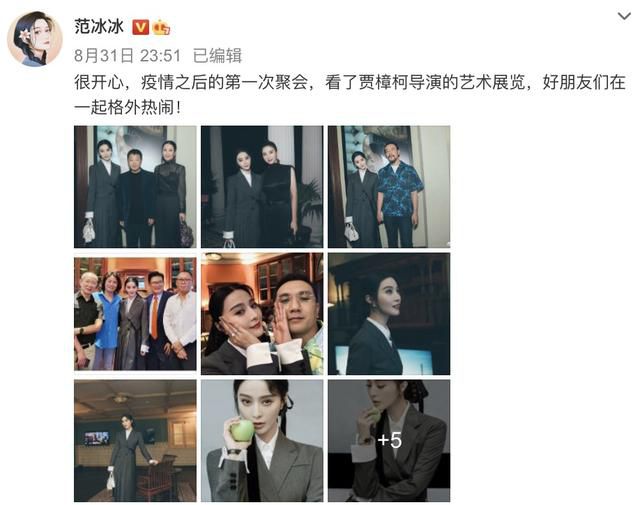 范冰冰
8月31日 23:51 已编辑
很开心，疫情之后的第一次聚会，看了贾樟柯导演的艺术展览，好朋友们在
一起格外热闹！
+5